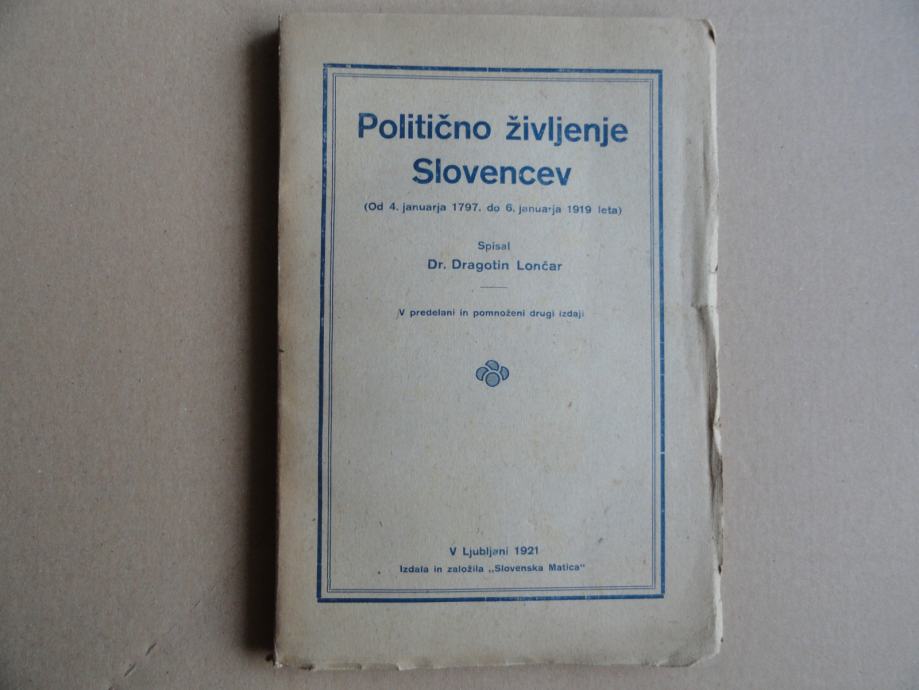 Politično življenje
Slovencev
(Od 4. januarja 1797. do 6. januarja 1919 leta)
Spisal
Dr. Dragotin Lončar
V predelani in pomnoženi drugi izdaji
V Ljubljani 1921
Izdala in založila „Slovenska Matica"